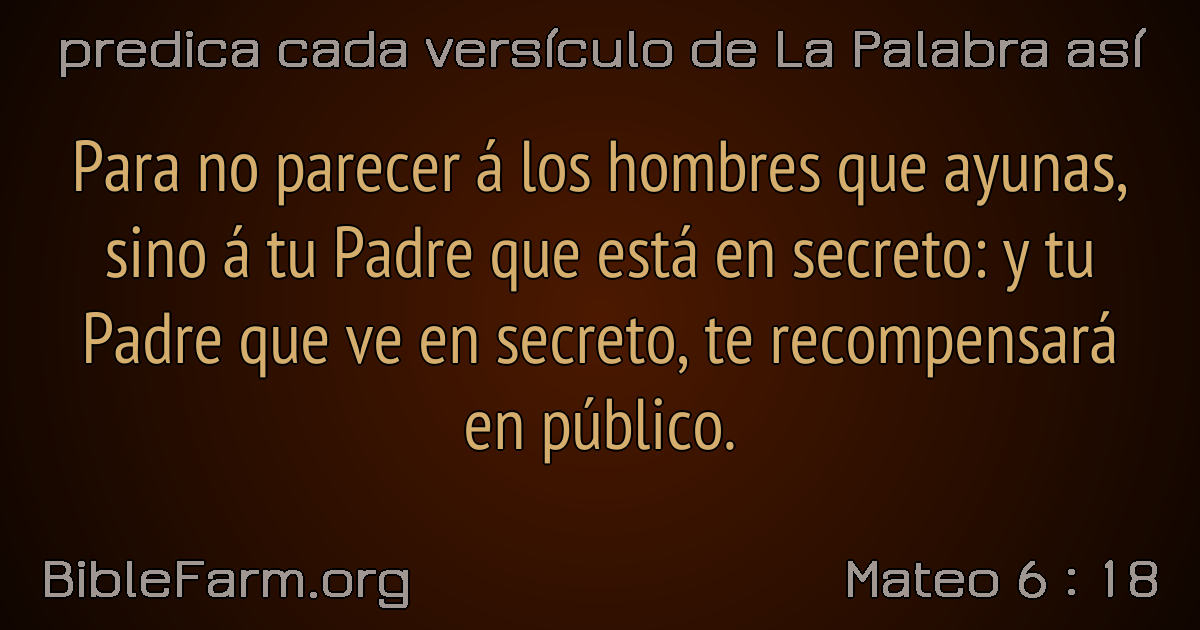 predica cada versículo de La Palabra así
Para no parecer á los hombres que ayunas,
sino á tu Padre que está en secreto: y tu
Padre que ve en secreto, te recompensará
en público.
BibleFarm.org
Mateo 6 : 18